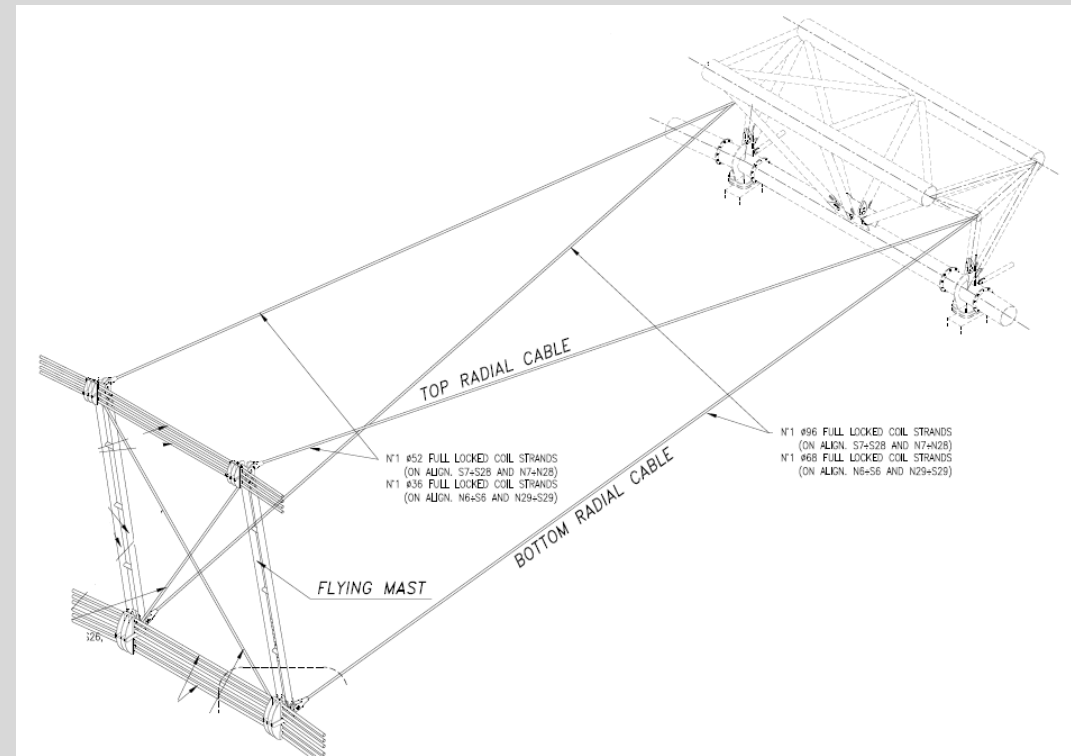 TOP RADIAL CABLE
N°1 ø52 FULL LOCKED COIL STRANDS
(ON ALIGN. S7÷S28 AND N7÷N28)
N°1 ø36 FULL LOCKED COIL STRANDS
(ON ALIGN. N6÷S6 AND N29÷S29)
N°1 ø96 FULL LOCKED COIL STRANDS
(ON ALIGN. S7÷S28 AND N7÷N28)
N°1 ø68 FULL LOCKED COIL STRANDS
(ON ALIGN. N6÷S6 AND N29÷S29)
BOTTOM RADIAL CABLE
FLYING MAST
S26,